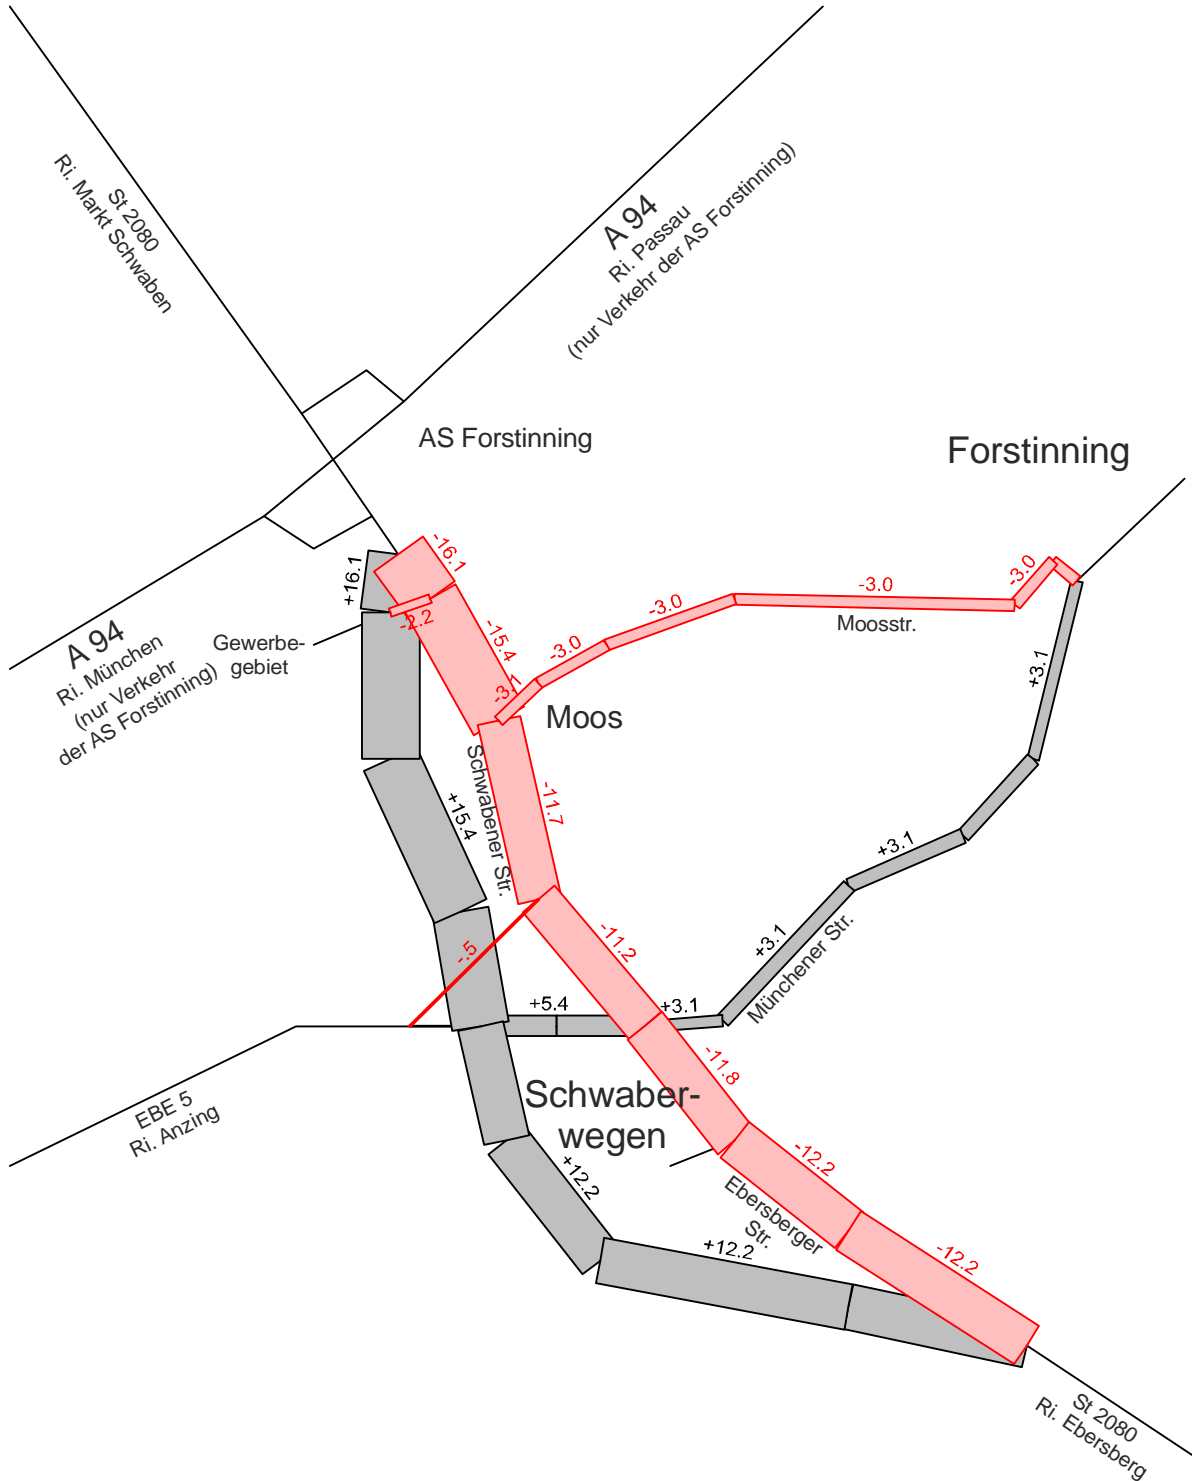 St 2080
Ri. Markt Schwaben
A 94
Ri. Passau
(nur Verkehr der AS Forstinning)
AS Forstinning
Forstinning
-16.1
+16.1
-2.2
-15.4
-3.1
-3.0
-3.0
-3.0
-3.0
Moosstr.
A 94
Ri. München
(nur Verkehr
der AS Forstinning)
Gewerbe-
gebiet
Moos
+3.1
Schwabener Str.
-11.7
+15.4
+3.1
-.5
-11.2
+3.1
Münchener Str.
+5.4
+3.1
-11.8
EBE 5
Ri. Anzing
Schwaber-
wegen
+12.2
-12.2
Ebersberger
Str.
+12.2
-12.2
St 2080
Ri. Ebersberg